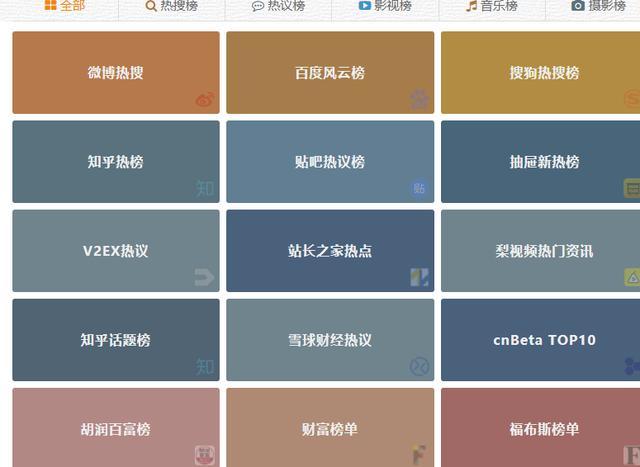 全部 热搜榜 热议榜 影视榜 音乐榜 摄影榜
微博热搜 百度风云榜 搜狗热搜榜
知乎热榜 贴吧热议榜 抽屉新热榜
知 贴
V2EX热议 站长之家热点 梨视频热门资讯
知乎话题榜 雪球财经热议 cnBeta TOP10
知
胡润百富榜 财富榜单 福布斯榜单
F F